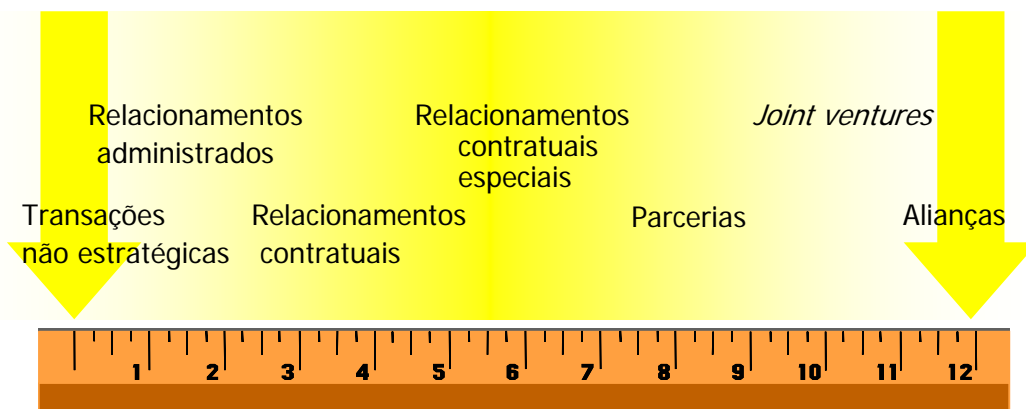 Relacionamentos
administrados
Relacionamentos
contratuais
especiais
Joint ventures
Transações
não estratégicas
Relacionamentos
contratuais
Parcerias
Alianças
1 2 3 4 5 6 7 8 9 10 11 12